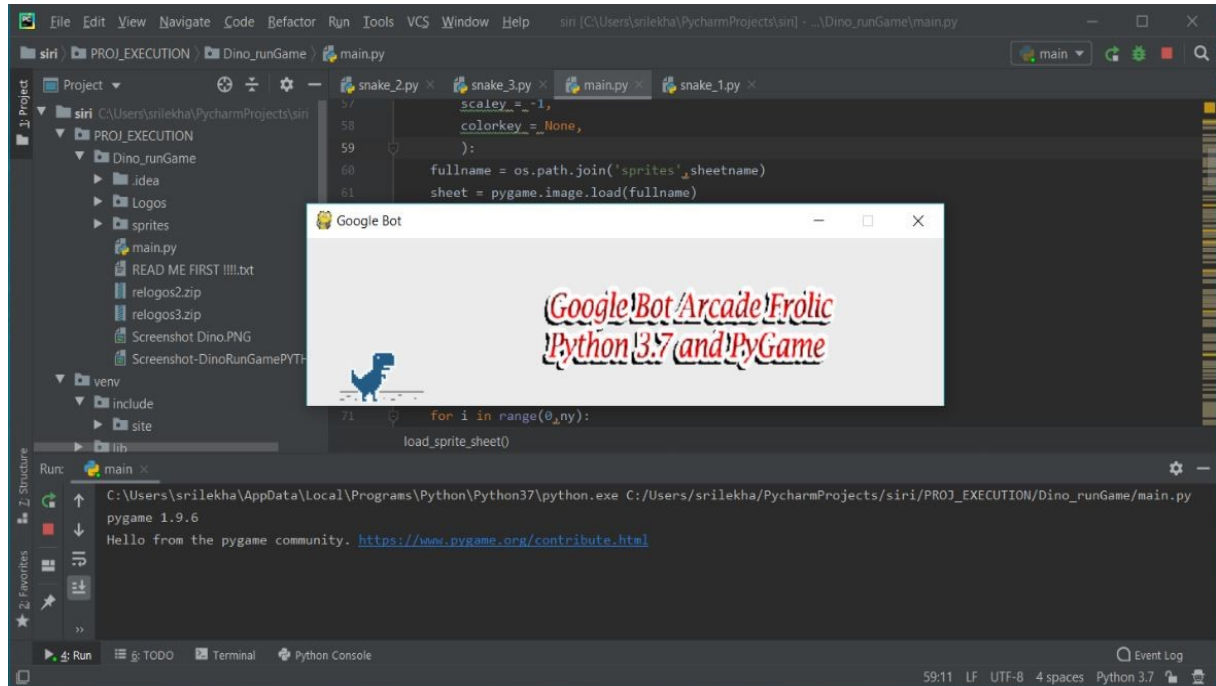 File Edit View Navigate Code Refactor Run Tools VCS Window Help siri [C:\Users\srilekha\PycharmProjects\siri] - ...\Dino_runGame\main.py
siri PROJ_EXECUTION Dino_runGame main.py main
1: Project
Project
snake_2.py snake_3.py main.py snake_1.py
siri C:\Users\srilekha\PycharmProjects\siri
PROJ_EXECUTION
Dino_runGame
.idea
Logos
sprites
main.py
READ ME FIRST !!!!.txt
relogos2.zip
relogos3.zip
Screenshot Dino.PNG
Screenshot-DinoRunGamePYTH
venv
include
site
lib
57 scaley = -1,
58 colorkey = None,
59 ):
60 fullname = os.path.join('sprites',sheetname)
61 sheet = pygame.image.load(fullname)
Google Bot
Google Bot Arcade Frolic
Python 3.7 and PyGame
71 for i in range(0,ny):
load_sprite_sheet()
Z: Structure
2: Favorites
Run: main
C:\Users\srilekha\AppData\Local\Programs\Python\Python37\python.exe C:/Users/srilekha/PycharmProjects/siri/PROJ_EXECUTION/Dino_runGame/main.py
pygame 1.9.6
Hello from the pygame community. https://www.pygame.org/contribute.html
4: Run 6: TODO Terminal Python Console Event Log
59:11 LF UTF-8 4 spaces Python 3.7